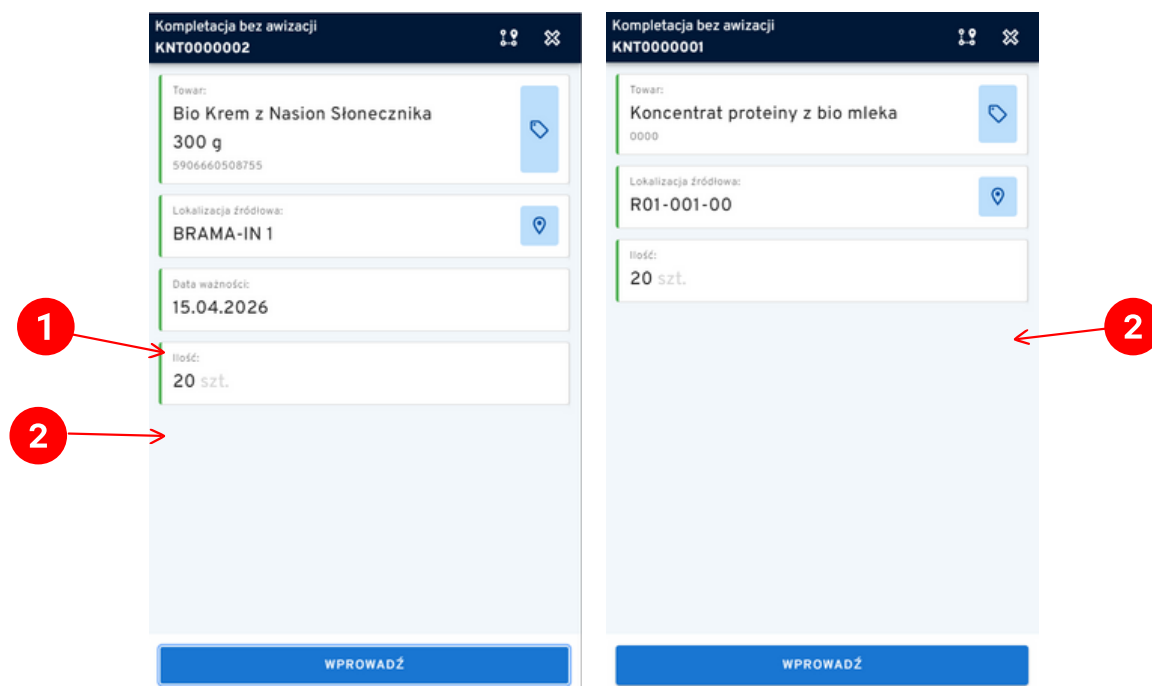 Kompletacja bez awizacji
KNT0000002
Towar:
Bio Krem z Nasion Słonecznika
300 g
5906660508755
Lokalizacja źródłowa:
BRAMA-IN 1
Data ważności:
15.04.2026
1
Ilość:
20 szt.
2
WPROWADŹ
Kompletacja bez awizacji
KNT0000001
Towar:
Koncentrat proteiny z bio mleka
0000
Lokalizacja źródłowa:
R01-001-00
Ilość:
20 szt.
2
WPROWADŹ